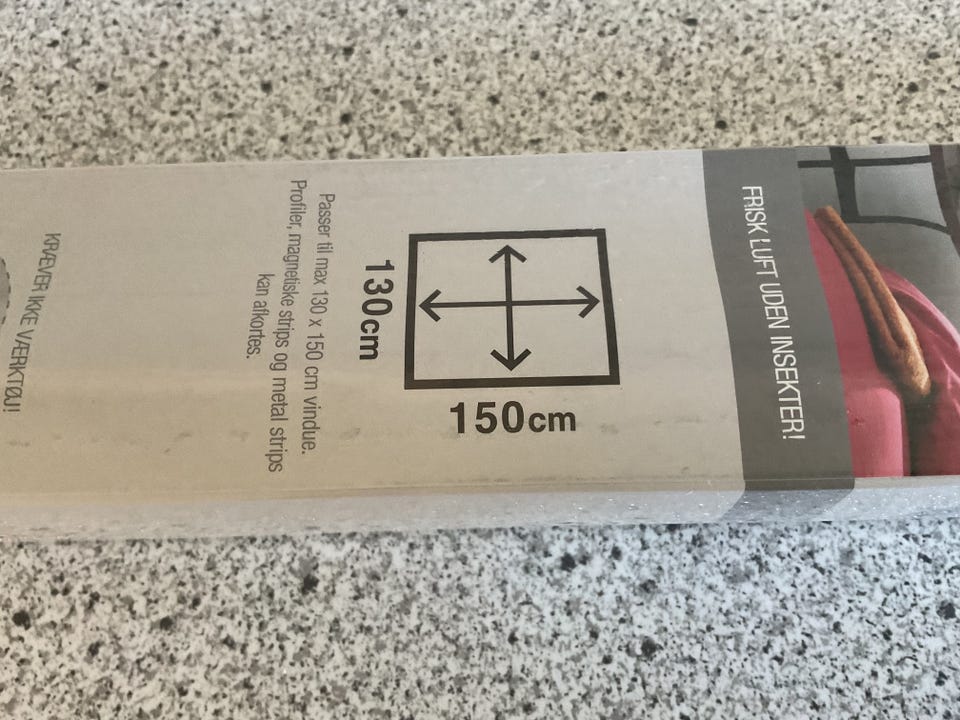 FRISK LUFT UDEN INSEKTER!
130cm
150cm
Passer til max 130 x 150 cm vindue.
Profiler, magnetiske strips og metal strips
kan afkortes.
KRÆVER IKKE VÆRKTØJ!